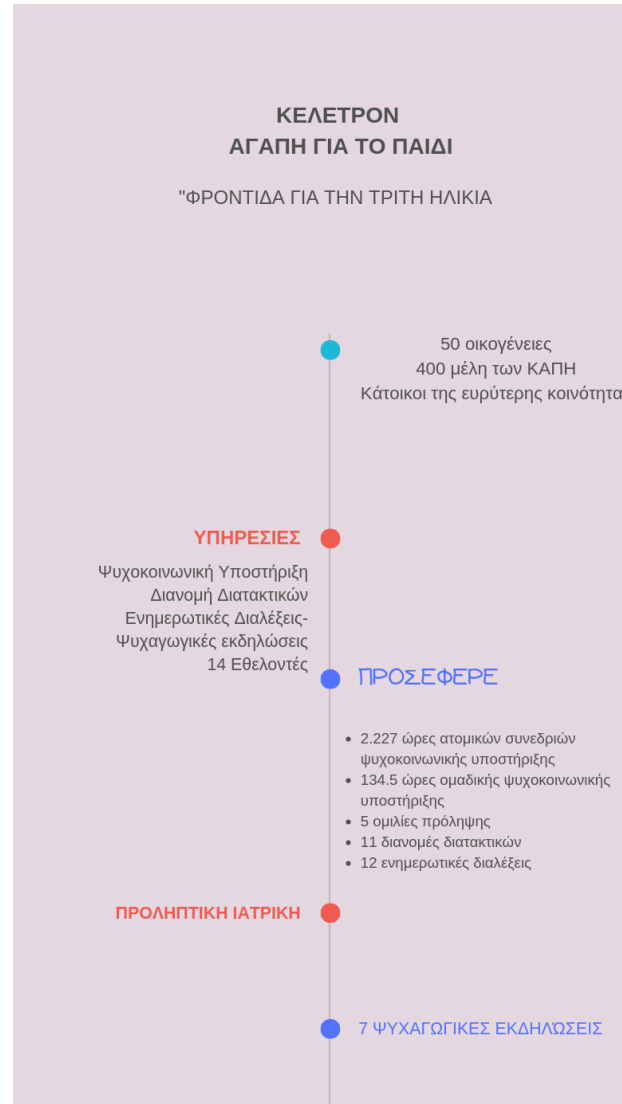 ΚΕΛΕΤΡΟΝ
ΑΓΑΠΗ ΓΙΑ ΤΟ ΠΑΙΔΙ
"ΦΡΟΝΤΙΔΑ ΓΙΑ ΤΗΝ ΤΡΙΤΗ ΗΛΙΚΙΑ
50 οικογένειες
400 μέλη των ΚΑΠΗ
Κάτοικοι της ευρύτερης κοινότητα
ΥΠΗΡΕΣΙΕΣ
Ψυχοκοινωνική Υποστήριξη
Διανομή Διατακτικών
Ενημερωτικές Διαλέξεις-
Ψυχαγωγικές εκδηλώσεις
14 Εθελοντές
ΠΡΟΣΕΦΕΡΕ
• 2.227 ώρες ατομικών συνεδριών
ψυχοκοινωνικής υποστήριξης
• 134.5 ώρες ομαδικής ψυχοκοινωνικής
υποστήριξης
• 5 ομιλίες πρόληψης
• 11 διανομές διατακτικών
• 12 ενημερωτικές διαλέξεις
ΠΡΟΛΗΠΤΙΚΗ ΙΑΤΡΙΚΗ
7 ΨΥΧΑΓΩΓΙΚΕΣ ΕΚΔΗΛΏΣΕΙΣ